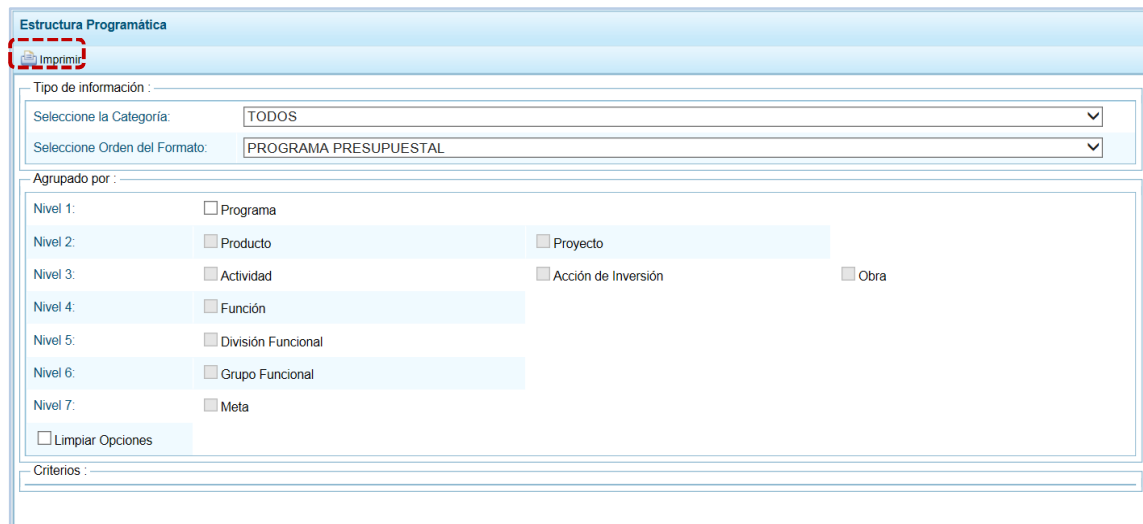 Estructura Programática
Imprimir
Tipo de información :
Seleccione la Categoría: TODOS
Seleccione Orden del Formato: PROGRAMA PRESUPUESTAL
Agrupado por :
Nivel 1: Programa
Nivel 2: Producto Proyecto
Nivel 3: Actividad Acción de Inversión Obra
Nivel 4: Función
Nivel 5: División Funcional
Nivel 6: Grupo Funcional
Nivel 7: Meta
Limpiar Opciones
Criterios :